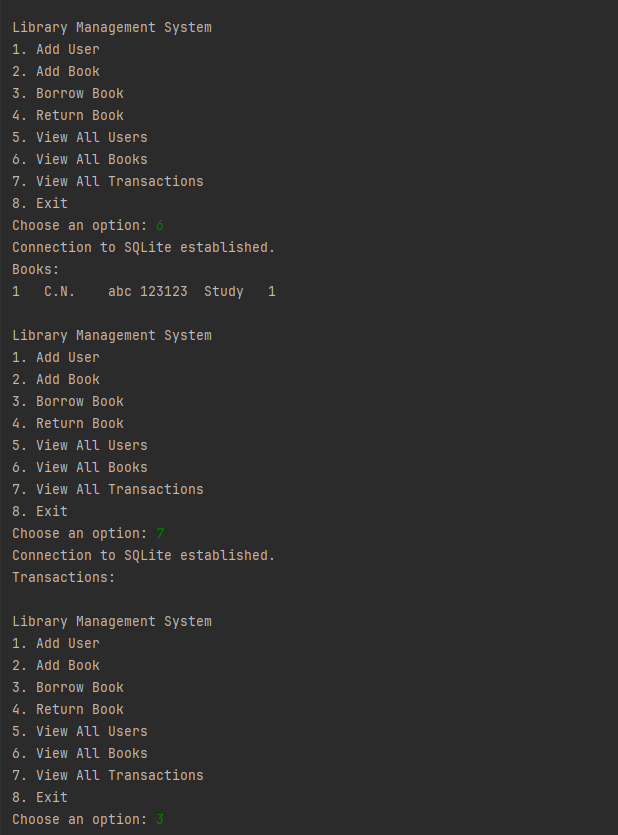 Library Management System
1. Add User
2. Add Book
3. Borrow Book
4. Return Book
5. View All Users
6. View All Books
7. View All Transactions
8. Exit
Choose an option: 6
Connection to SQLite established.
Books:
1   C.N.    abc 123123  Study   1
Library Management System
1. Add User
2. Add Book
3. Borrow Book
4. Return Book
5. View All Users
6. View All Books
7. View All Transactions
8. Exit
Choose an option: 7
Connection to SQLite established.
Transactions:
Library Management System
1. Add User
2. Add Book
3. Borrow Book
4. Return Book
5. View All Users
6. View All Books
7. View All Transactions
8. Exit
Choose an option: 3